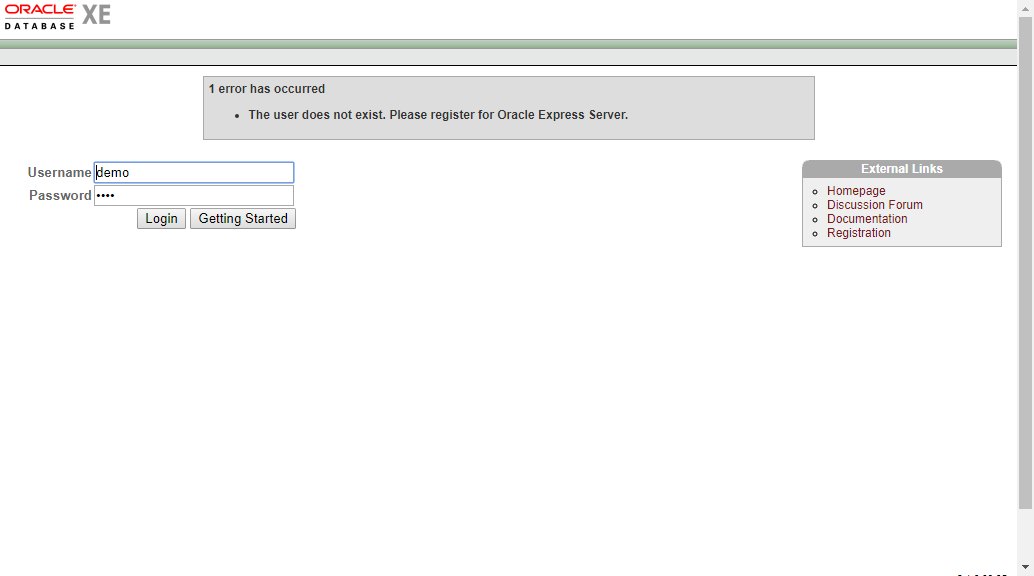 ORACLE
DATABASE
XE
1 error has occurred
The user does not exist. Please register for Oracle Express Server.
Username demo
Password ••••
Login Getting Started
External Links
Homepage
Discussion Forum
Documentation
Registration